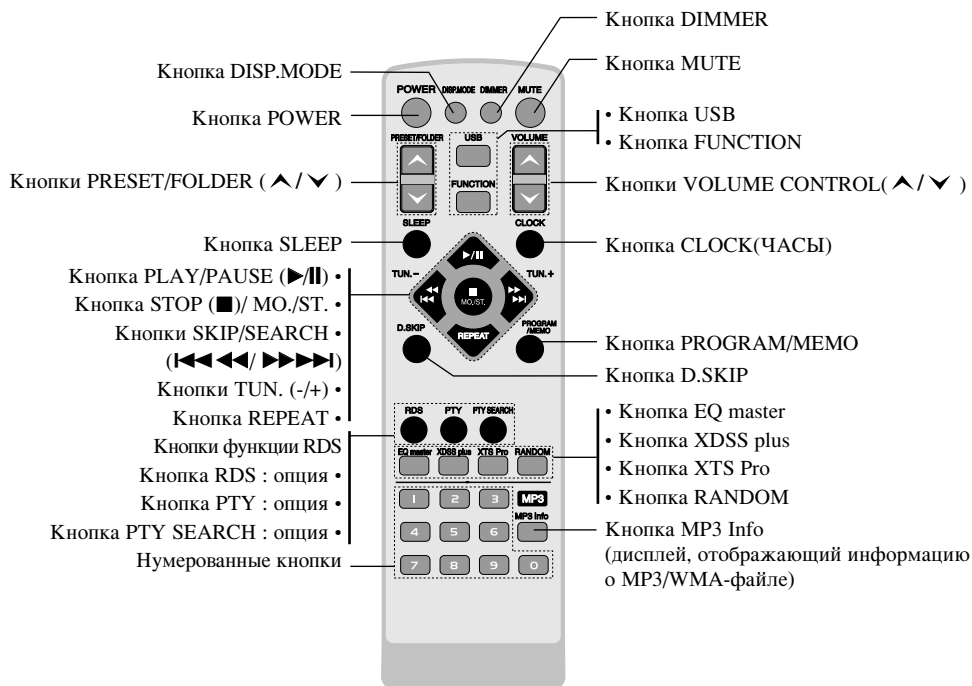 Кнопка DISP.MODE
Кнопка POWER
Кнопки PRESET/FOLDER ( ∧ / ∨ )
Кнопка SLEEP
Кнопка PLAY/PAUSE (▶/II) •
Кнопка STOP (■)/ MO./ST. •
Кнопки SKIP/SEARCH •
(I◀◀ ◀◀/ ▶▶ ▶▶I)
Кнопки TUN. (-/+) •
Кнопка REPEAT •
Кнопки функции RDS
Кнопка RDS : опция •
Кнопка PTY : опция •
Кнопка PTY SEARCH : опция •
Нумерованные кнопки
POWER DISP.MODE DIMMER MUTE
PRESET/FOLDER USB VOLUME
FUNCTION
SLEEP CLOCK
▶/II
TUN.− TUN.+
◀◀ ■ ▶▶
I◀◀ MO./ST. ▶▶I
D.SKIP REPEAT PROGRAM
/MEMO
RDS PTY PTY SEARCH
EQ master XDSS plus XTS Pro RANDOM
1 2 3 MP3
MP3 Info
4 5 6
7 8 9 0
Кнопка DIMMER
Кнопка MUTE
• Кнопка USB
• Кнопка FUNCTION
Кнопки VOLUME CONTROL( ∧ / ∨ )
Кнопка CLOCK(ЧАСЫ)
Кнопка PROGRAM/MEMO
Кнопка D.SKIP
• Кнопка EQ master
• Кнопка XDSS plus
• Кнопка XTS Pro
• Кнопка RANDOM
Кнопка MP3 Info
(дисплей, отображающий информацию
о MP3/WMA-файле)